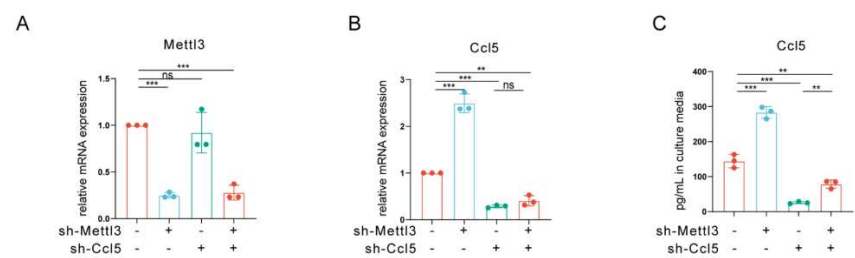 A
Mettl3
relative mRNA expression
1.5
1.0
0.5
0.0
***
ns
***
sh-Mettl3 - + - +
sh-Ccl5 - - + +
B
Ccl5
relative mRNA expression
3
2
1
0
**
***
***
ns
sh-Mettl3 - + - +
sh-Ccl5 - - + +
C
Ccl5
pg/mL in culture media
400
300
200
100
0
**
***
***
**
sh-Mettl3 - + - +
sh-Ccl5 - - + +